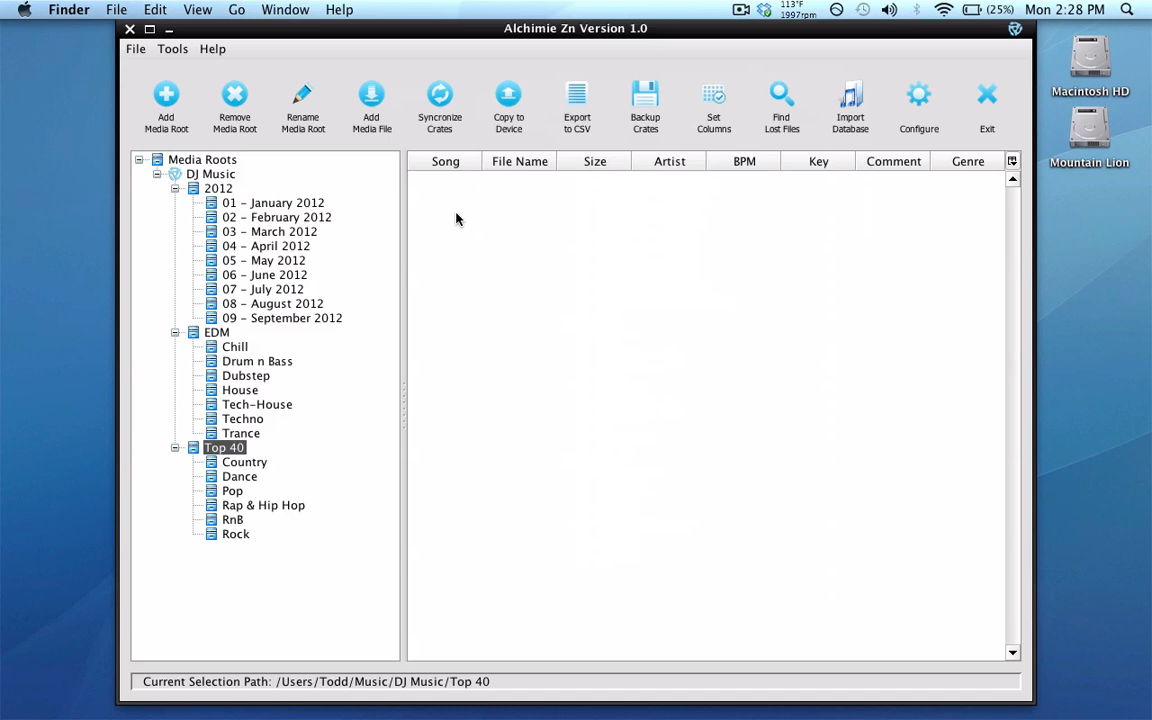 Finder File Edit View Go Window Help 113°F 1997rpm (25%) Mon 2:28 PM
Alchimie Zn Version 1.0
File Tools Help
Macintosh HD
Mountain Lion
Add Media Root
Remove Media Root
Rename Media Root
Add Media File
Syncronize Crates
Copy to Device
Export to CSV
Backup Crates
Set Columns
Find Lost Files
Import Database
Configure
Exit
Media Roots
DJ Music
2012
01 – January 2012
02 – February 2012
03 – March 2012
04 – April 2012
05 – May 2012
06 – June 2012
07 – July 2012
08 – August 2012
09 – September 2012
EDM
Chill
Drum n Bass
Dubstep
House
Tech-House
Techno
Trance
Top 40
Country
Dance
Pop
Rap & Hip Hop
RnB
Rock
Song File Name Size Artist BPM Key Comment Genre
Current Selection Path: /Users/Todd/Music/DJ Music/Top 40